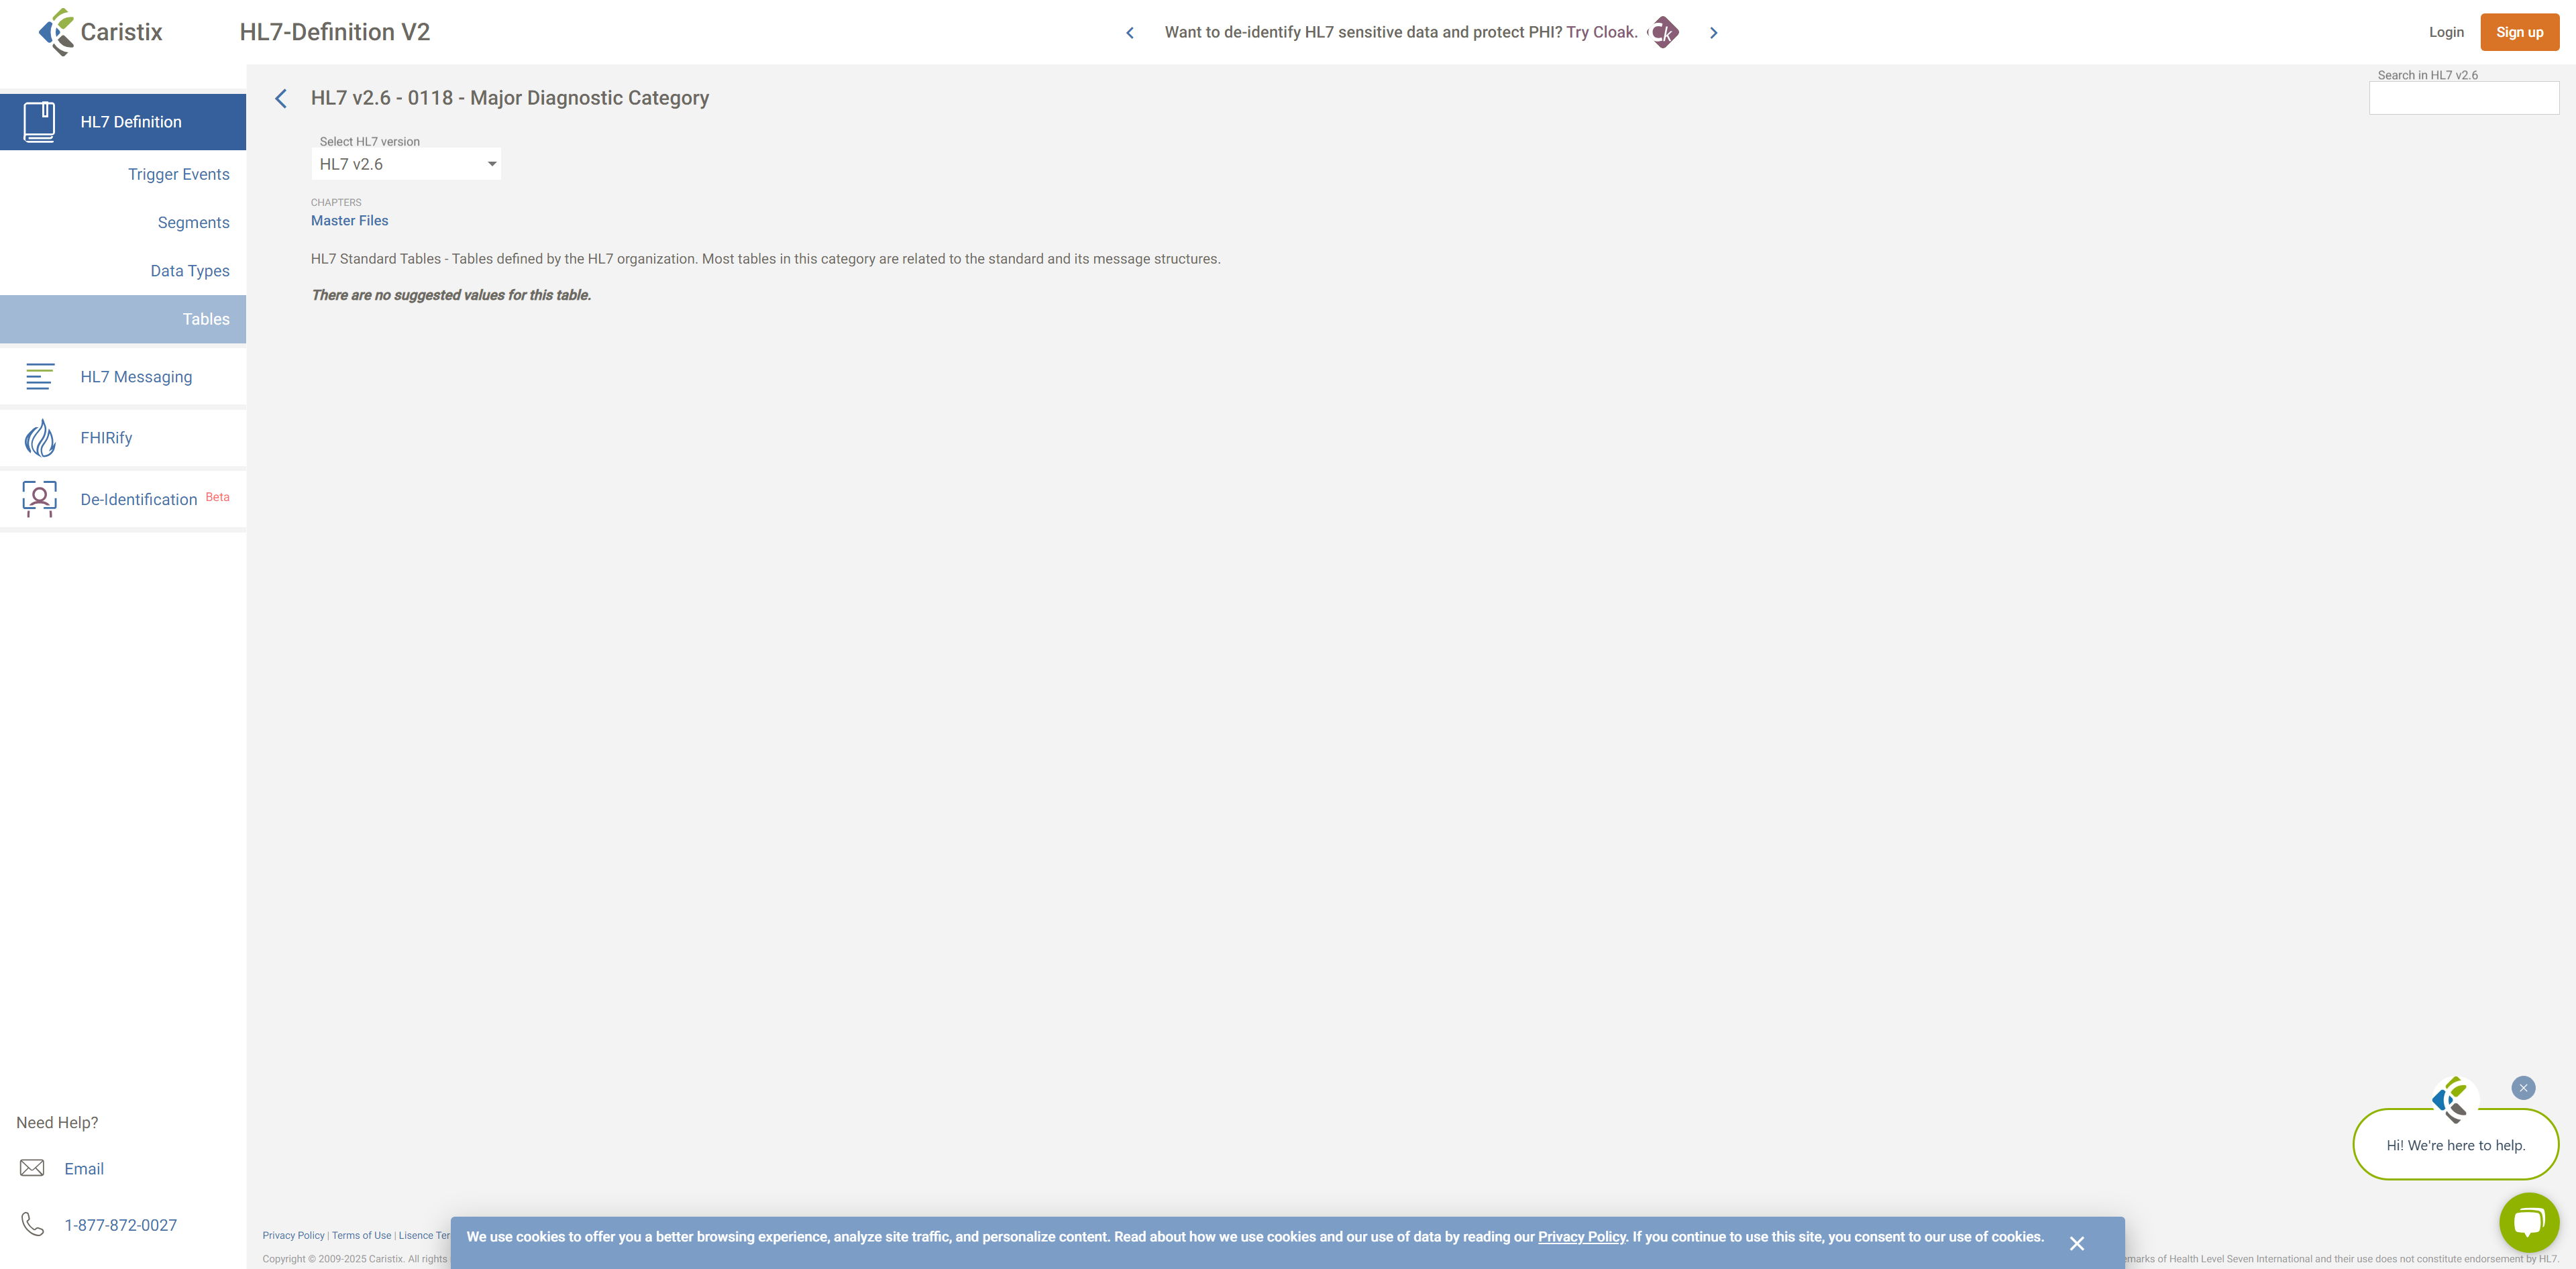 Caristix
HL7-Definition V2
Want to de-identify HL7 sensitive data and protect PHI? Try Cloak.
Ck
Login
Sign up
HL7 Definition
Trigger Events
Segments
Data Types
Tables
HL7 Messaging
FHIRify
De-Identification Beta
Need Help?
Email
1-877-872-0027
HL7 v2.6 - 0118 - Major Diagnostic Category
Search in HL7 v2.6
Select HL7 version
HL7 v2.6
CHAPTERS
Master Files
HL7 Standard Tables - Tables defined by the HL7 organization. Most tables in this category are related to the standard and its message structures.
There are no suggested values for this table.
Hi! We're here to help.
Privacy Policy | Terms of Use | Lisence Ter
We use cookies to offer you a better browsing experience, analyze site traffic, and personalize content. Read about how we use cookies and our use of data by reading our Privacy Policy. If you continue to use this site, you consent to our use of cookies.
Copyright © 2009-2025 Caristix. All rights
emarks of Health Level Seven International and their use does not constitute endorsement by HL7.